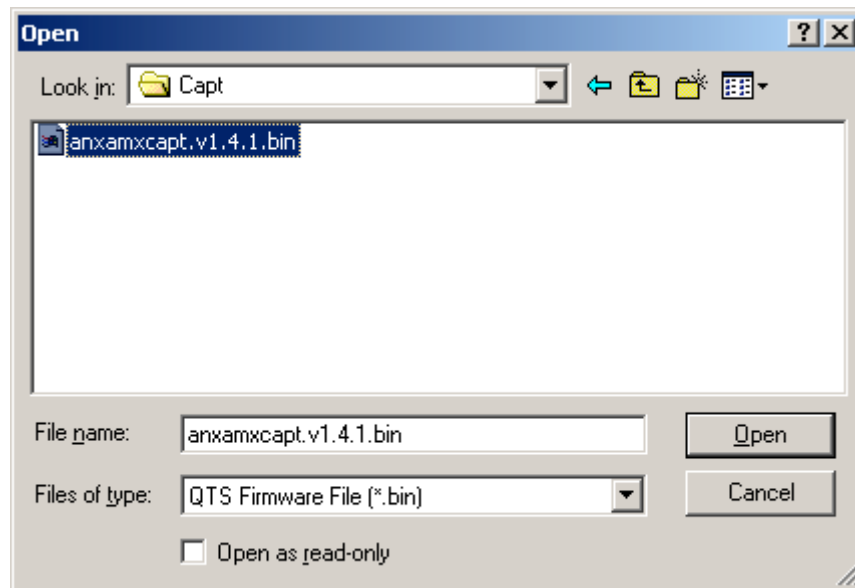 Open
Look in: Capt
anxamxcapt.v1.4.1.bin
File name: anxamxcapt.v1.4.1.bin Open
Files of type: QTS Firmware File (*.bin) Cancel
Open as read-only